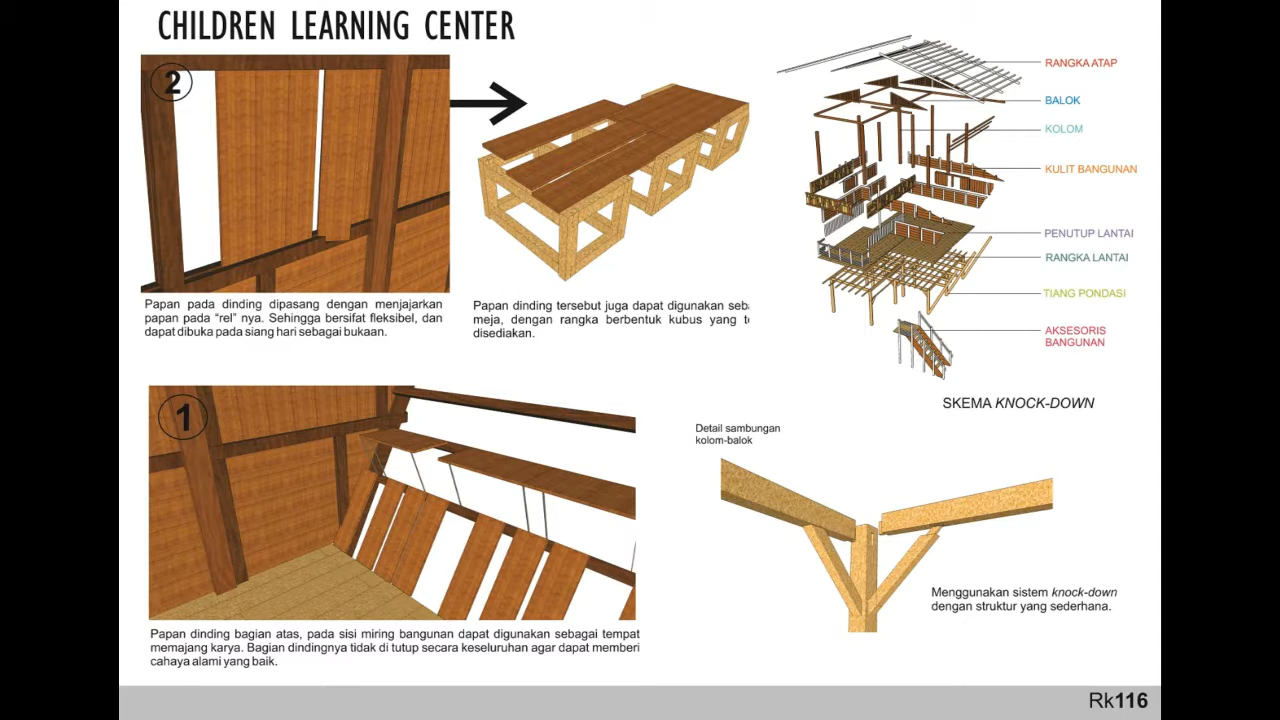 CHILDREN LEARNING CENTER
2
Papan pada dinding dipasang dengan menjajarkan
papan pada “rel” nya. Sehingga bersifat fleksibel, dan
dapat dibuka pada siang hari sebagai bukaan.
Papan dinding tersebut juga dapat digunakan
meja, dengan rangka berbentuk kubus yang
disediakan.
RANGKA ATAP
BALOK
KOLOM
KULIT BANGUNAN
PENUTUP LANTAI
RANGKA LANTAI
TIANG PONDASI
AKSESORIS
BANGUNAN
SKEMA KNOCK-DOWN
1
Papan dinding bagian atas, pada sisi miring bangunan dapat digunakan sebagai tempat
memajang karya. Bagian dindingnya tidak di tutup secara keseluruhan agar dapat memberi
cahaya alami yang baik.
Detail sambungan
kolom-balok
Menggunakan sistem knock-down
dengan struktur yang sederhana.
Rk116